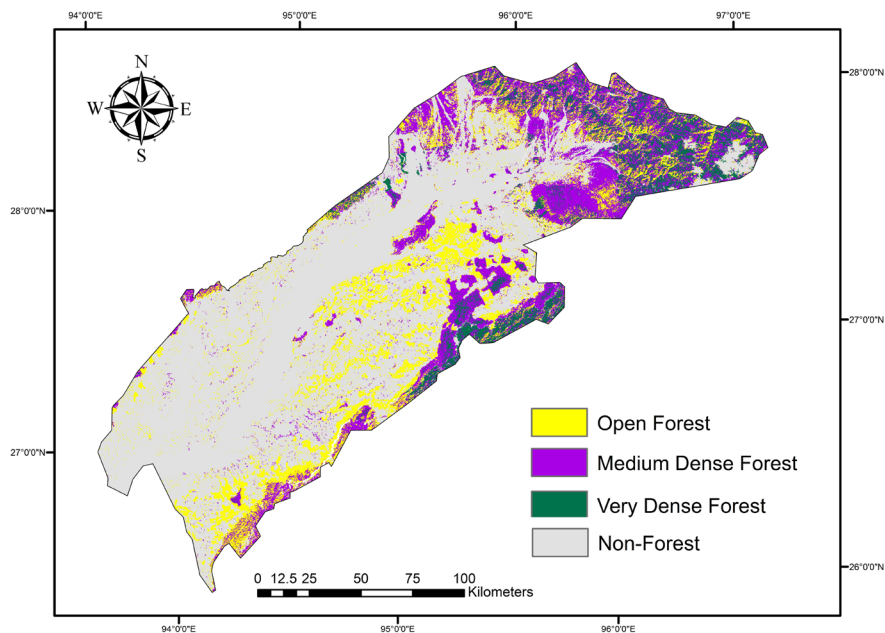 94°0'0"E 95°0'0"E 96°0'0"E 97°0'0"E
N
W E
S
28°0'0"N
28°0'0"N
27°0'0"N
27°0'0"N
26°0'0"N
Open Forest
Medium Dense Forest
Very Dense Forest
Non-Forest
0 12.5 25 50 75 100
Kilometers
94°0'0"E 95°0'0"E 96°0'0"E